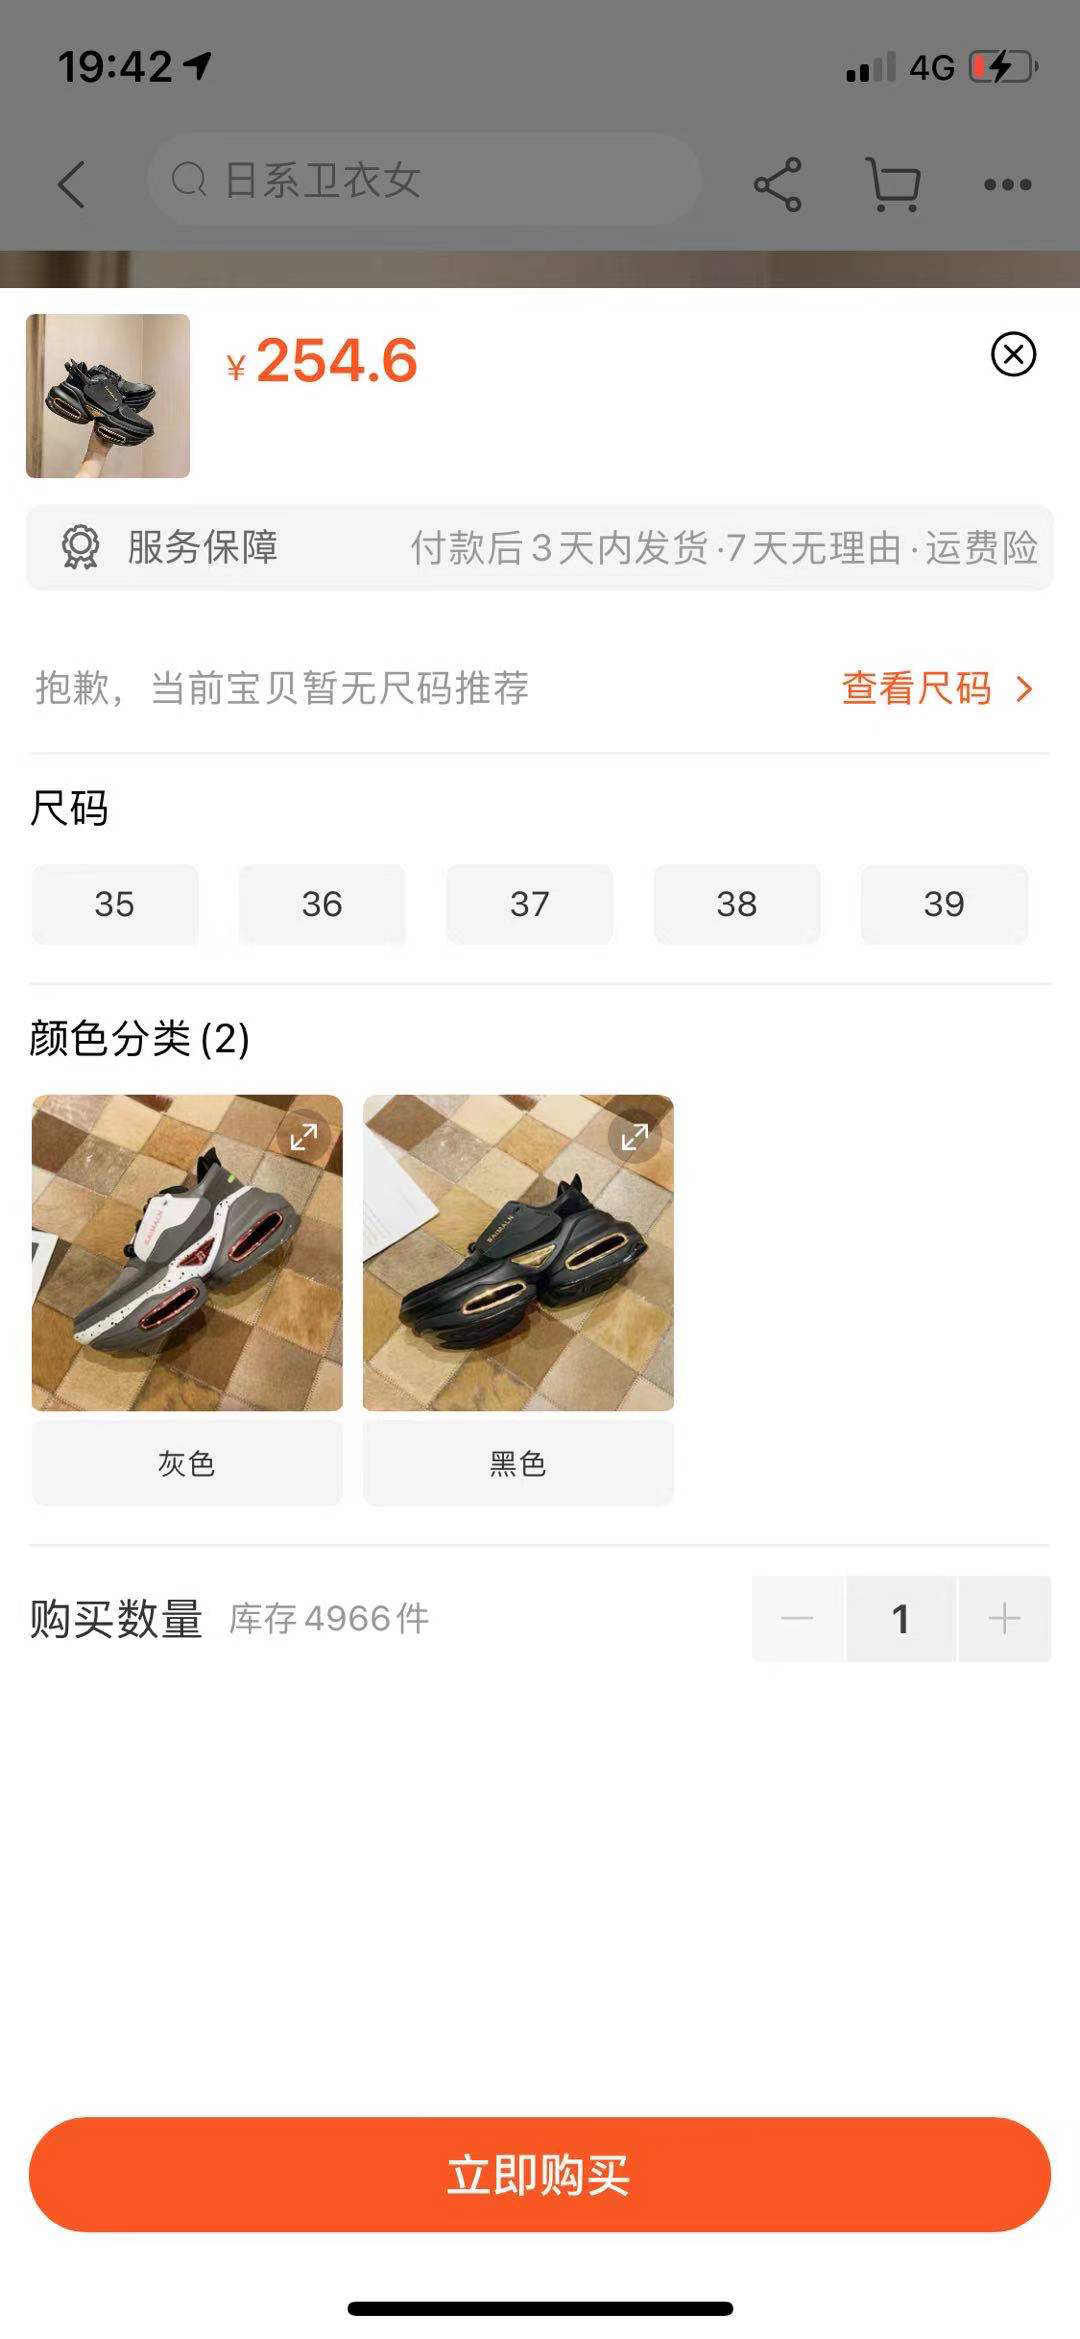 19:42
4G
日系卫衣女
¥254.6
服务保障 付款后3天内发货·7天无理由·运费险
抱歉，当前宝贝暂无尺码推荐 查看尺码
尺码
35 36 37 38 39
颜色分类(2)
灰色 黑色
购买数量 库存4966件 1
立即购买